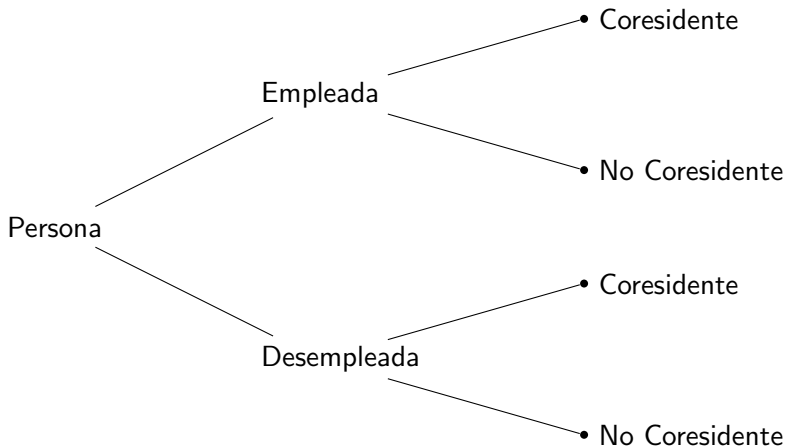 Coresidente
Empleada
No Coresidente
Persona
Coresidente
Desempleada
No Coresidente